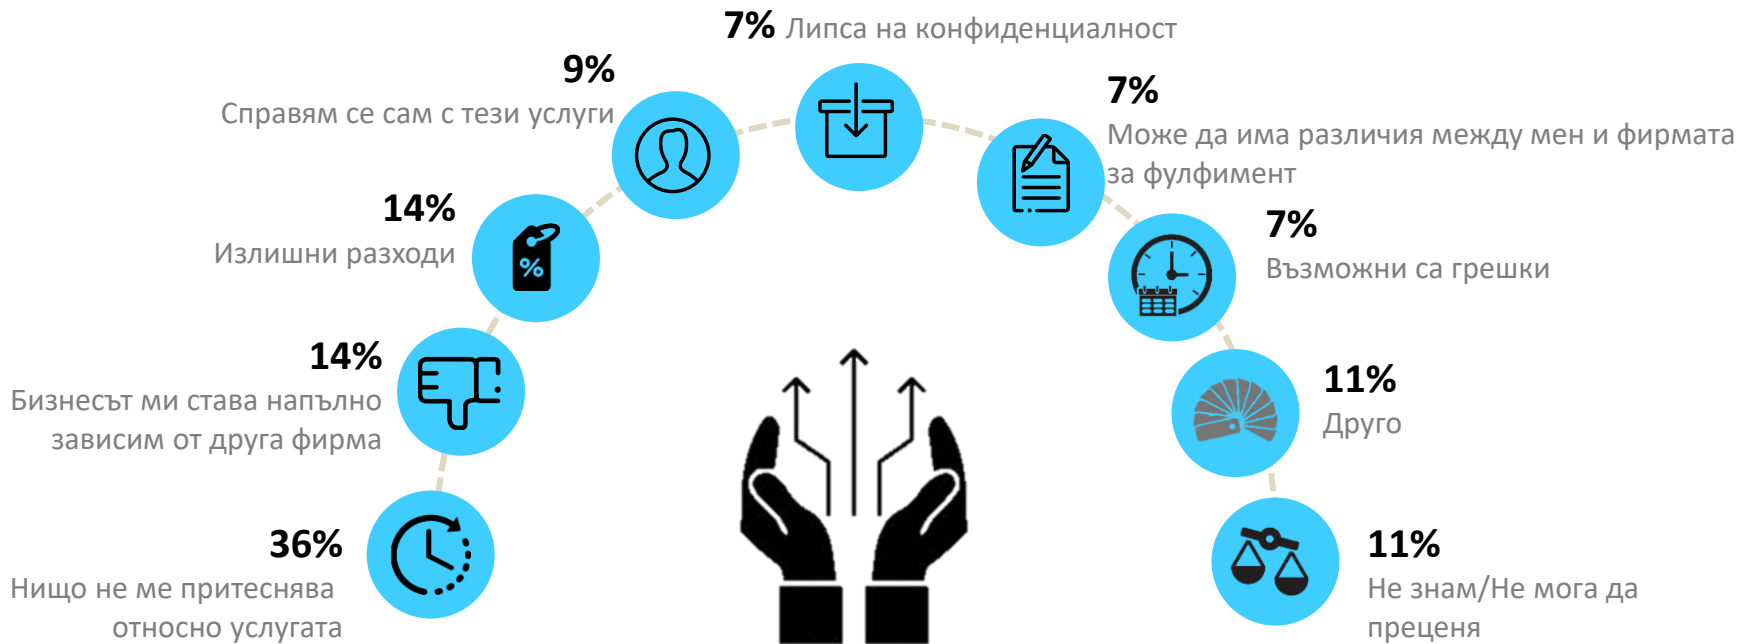 7% Липса на конфиденциалност
9%
Справям се сам с тези услуги
7%
Може да има различия между мен и фирмата
за фулфимент
14%
Излишни разходи
%
7%
Възможни са грешки
14%
Бизнесът ми става напълно
зависим от друга фирма
11%
Друго
36%
Нищо не ме притеснява
относно услугата
11%
Не знам/Не мога да
преценя